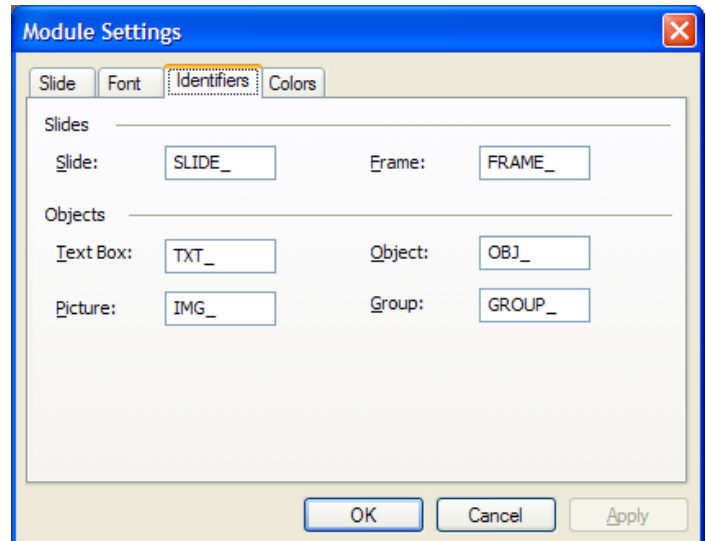 Module Settings
Slide Font Identifiers Colors
Slides
Slide: SLIDE_ Frame: FRAME_
Objects
Text Box: TXT_ Object: OBJ_
Picture: IMG_ Group: GROUP_
OK Cancel Apply